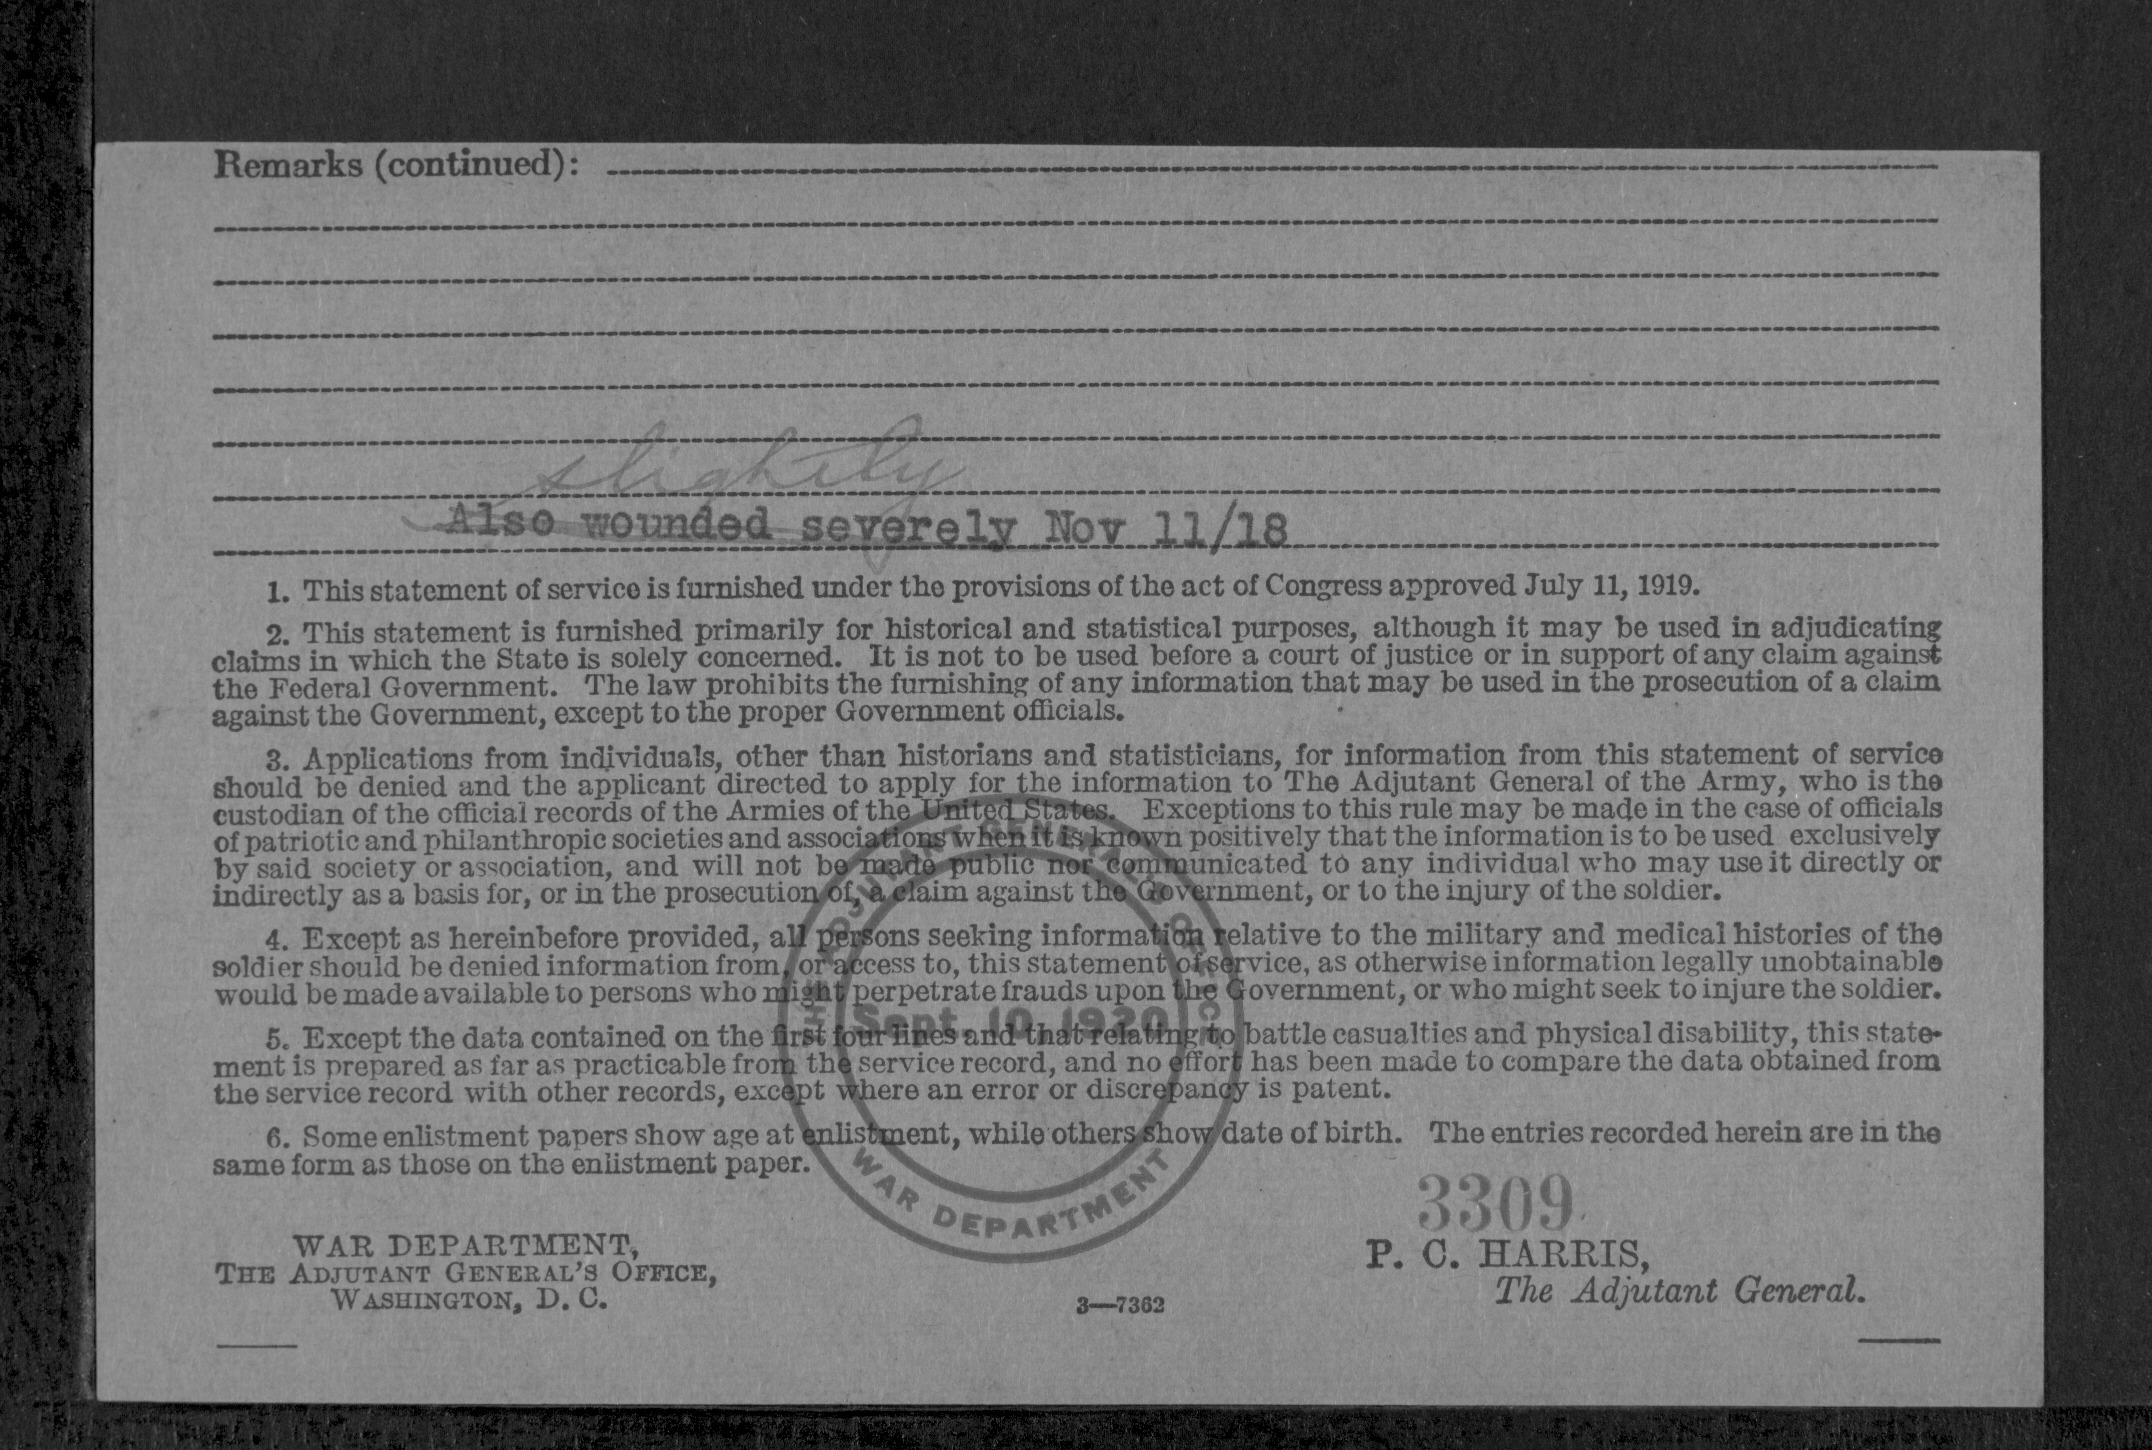 Remarks (continued):
slightly
Also wounded severely Nov 11/18
1. This statement of service is furnished under the provisions of the act of Congress approved July 11, 1919.
2. This statement is furnished primarily for historical and statistical purposes, although it may be used in adjudicating
claims in which the State is solely concerned. It is not to be used before a court of justice or in support of any claim against
the Federal Government. The law prohibits the furnishing of any information that may be used in the prosecution of a claim
against the Government, except to the proper Government officials.
3. Applications from individuals, other than historians and statisticians, for information from this statement of service
should be denied and the applicant directed to apply for the information to The Adjutant General of the Army, who is the
custodian of the official records of the Armies of the United States. Exceptions to this rule may be made in the case of officials
of patriotic and philanthropic societies and associations when it is known positively that the information is to be used exclusively
by said society or association, and will not be made public nor communicated to any individual who may use it directly or
indirectly as a basis for, or in the prosecution of, a claim against the Government, or to the injury of the soldier.
4. Except as hereinbefore provided, all persons seeking information relative to the military and medical histories of the
soldier should be denied information from, or access to, this statement of service, as otherwise information legally unobtainable
would be made available to persons who might perpetrate frauds upon the Government, or who might seek to injure the soldier.
5. Except the data contained on the first four lines and that relating to battle casualties and physical disability, this state-
ment is prepared as far as practicable from the service record, and no effort has been made to compare the data obtained from
the service record with other records, except where an error or discrepancy is patent.
6. Some enlistment papers show age at enlistment, while others show date of birth. The entries recorded herein are in the
same form as those on the enlistment paper.
THE ADJUTANT GENERAL'S OFFICE
Sept. 10 1920
WAR DEPARTMENT
3309
WAR DEPARTMENT,
THE ADJUTANT GENERAL'S OFFICE,
WASHINGTON, D. C.
3—7362
P. C. HARRIS,
The Adjutant General.